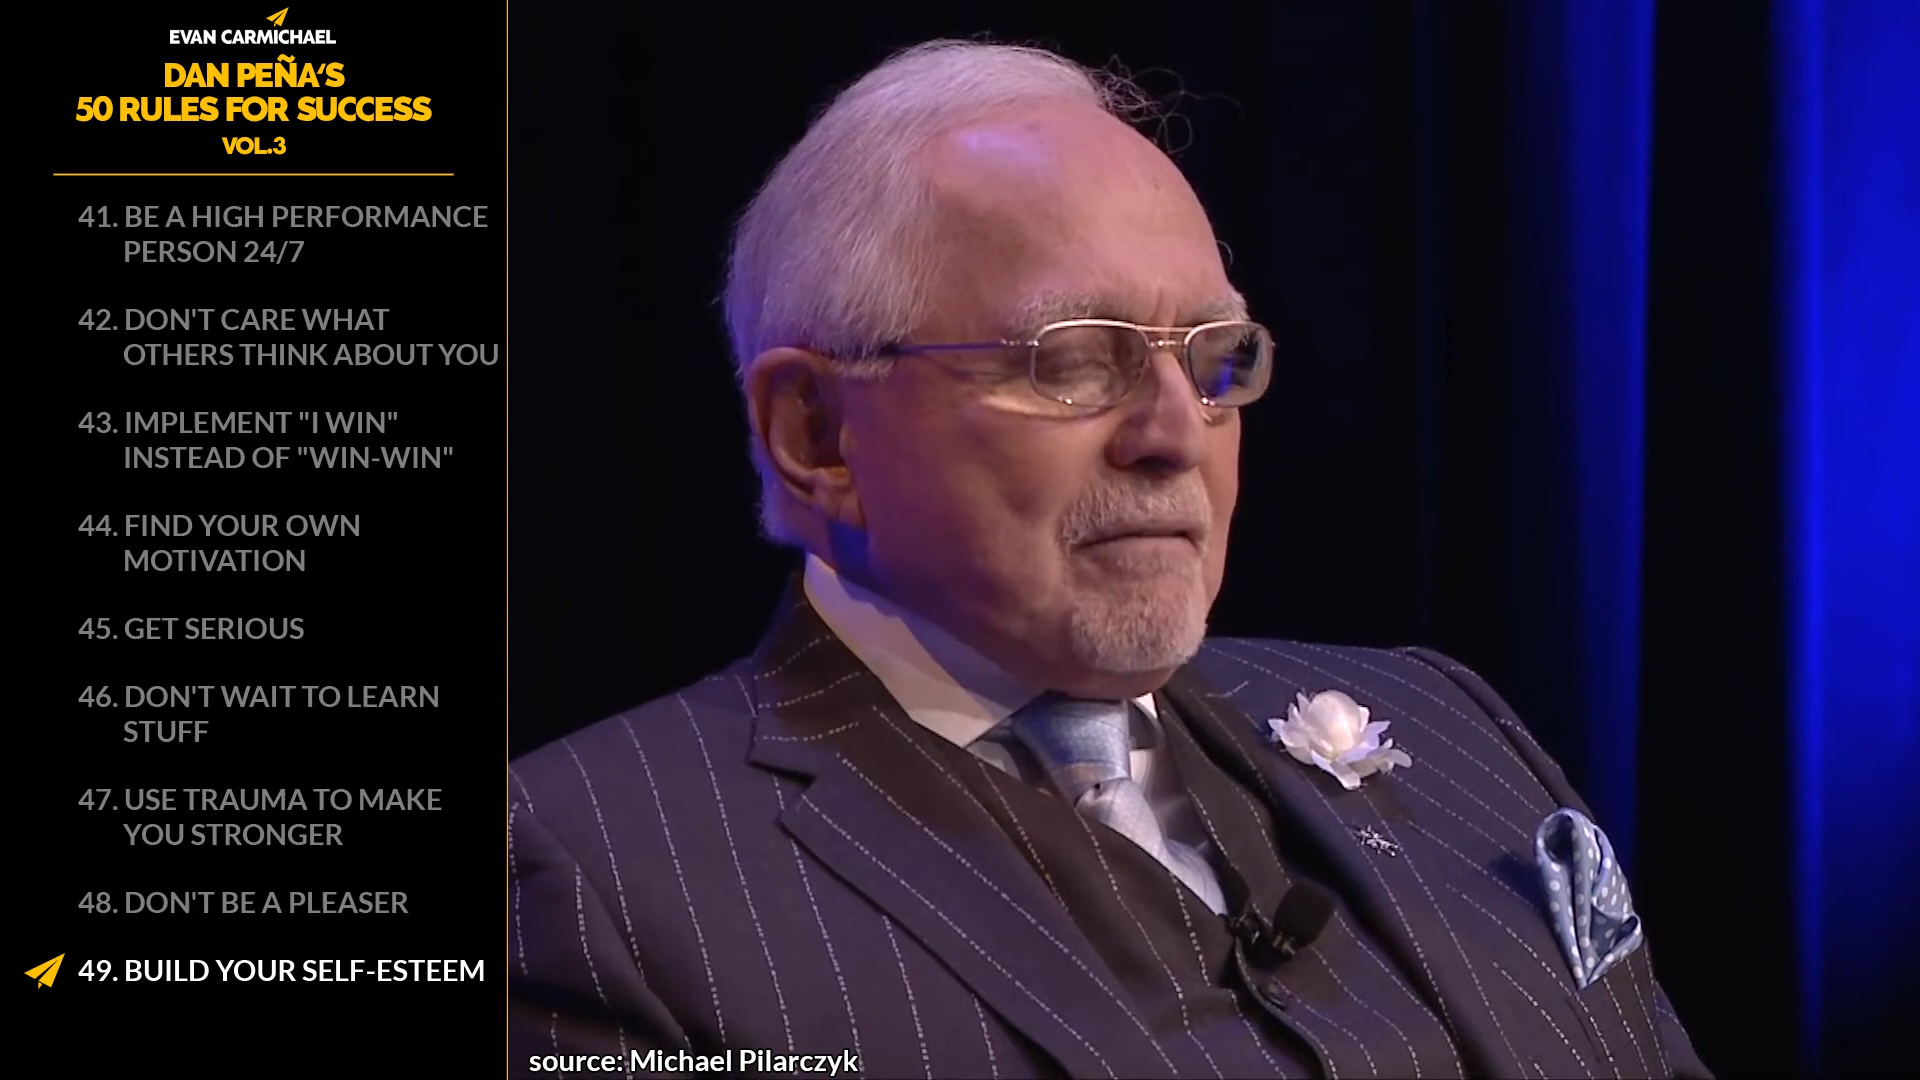 EVAN CARMICHAEL
DAN PEÑA'S
50 RULES FOR SUCCESS
VOL.3
41. BE A HIGH PERFORMANCE
PERSON 24/7
42. DON'T CARE WHAT
OTHERS THINK ABOUT YOU
43. IMPLEMENT "I WIN"
INSTEAD OF "WIN-WIN"
44. FIND YOUR OWN
MOTIVATION
45. GET SERIOUS
46. DON'T WAIT TO LEARN
STUFF
47. USE TRAUMA TO MAKE
YOU STRONGER
48. DON'T BE A PLEASER
49. BUILD YOUR SELF-ESTEEM
source: Michael Pilarczyk